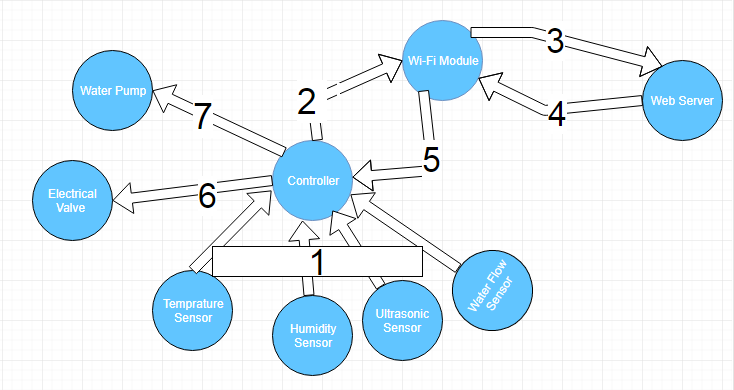 3
Wi-Fi Module
Web Server
Water Pump
2
4
7
5
Controller
6
Electrical
Valve
1
Temprature
Sensor
Humidity
Sensor
Ultrasonic
Sensor
Water Flow
Sensor